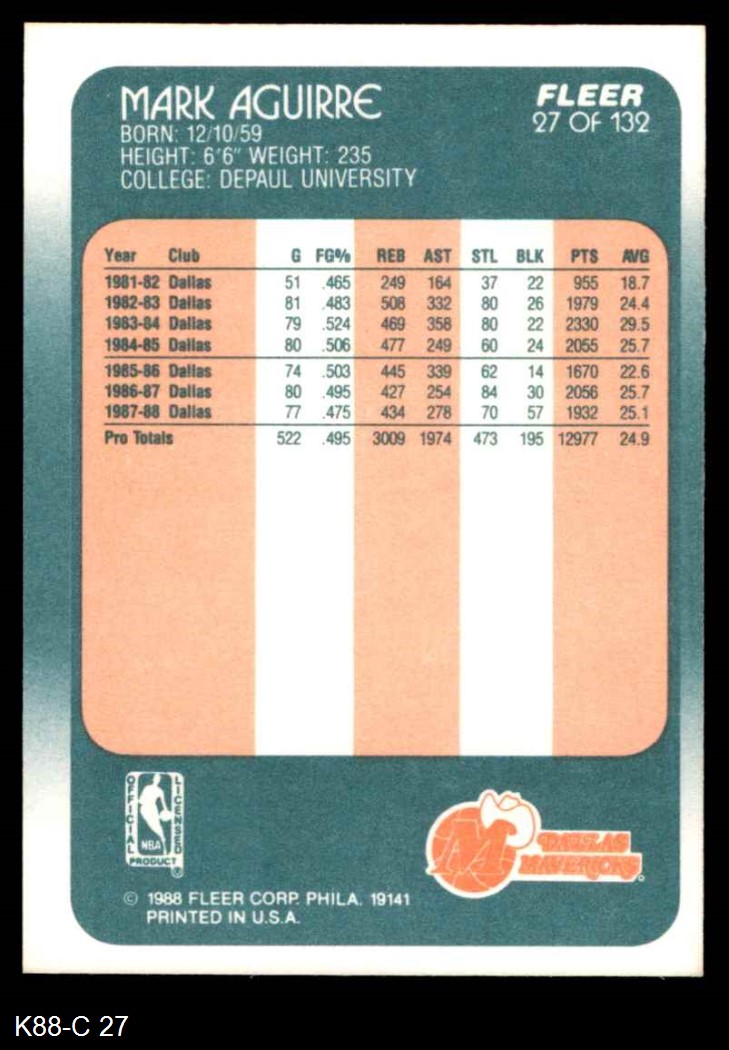 MARK AGUIRRE
BORN: 12/10/59
HEIGHT: 6'6" WEIGHT: 235
COLLEGE: DEPAUL UNIVERSITY
FLEER
27 OF 132
Year Club G FG% REB AST STL BLK PTS AVG
1981-82 Dallas 51 .465 249 164 37 22 955 18.7
1982-83 Dallas 81 .483 508 332 80 26 1979 24.4
1983-84 Dallas 79 .524 469 358 80 22 2330 29.5
1984-85 Dallas 80 .506 477 249 60 24 2055 25.7
1985-86 Dallas 74 .503 445 339 62 14 1670 22.6
1986-87 Dallas 80 .495 427 254 84 30 2056 25.7
1987-88 Dallas 77 .475 434 278 70 57 1932 25.1
Pro Totals 522 .495 3009 1974 473 195 12977 24.9
OFFICIAL LICENSED
NBA
PRODUCT
M DALLAS
MAVERICKS
© 1988 FLEER CORP. PHILA. 19141
PRINTED IN U.S.A.
K88-C 27